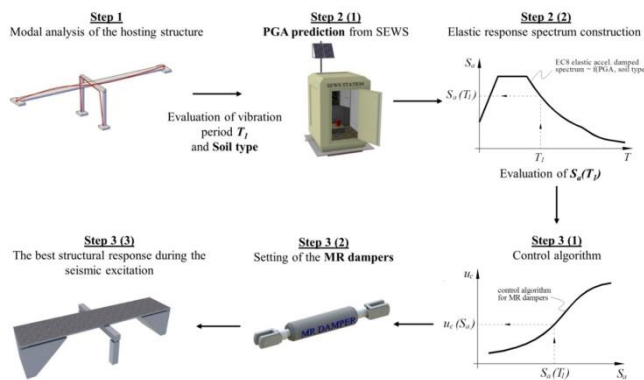 Step 1
Modal analysis of the hosting structure
Evaluation of vibration
period T₁
and Soil type
Step 2 (1)
PGA prediction from SEWS
SEWS STATION
Step 2 (2)
Elastic response spectrum construction
Sₐ
EC8 elastic accel. damped
spectrum ~ f(PGA, soil type)
Sₐ(T₁)
T₁
T
Evaluation of Sₐ(T₁)
Step 3 (1)
Control algorithm
u꜀
control algorithm
for MR dampers
u꜀(Sₐ)
Sₐ(T₁)
Sₐ
Step 3 (2)
Setting of the MR dampers
MR DAMPER
Step 3 (3)
The best structural response during the
seismic excitation